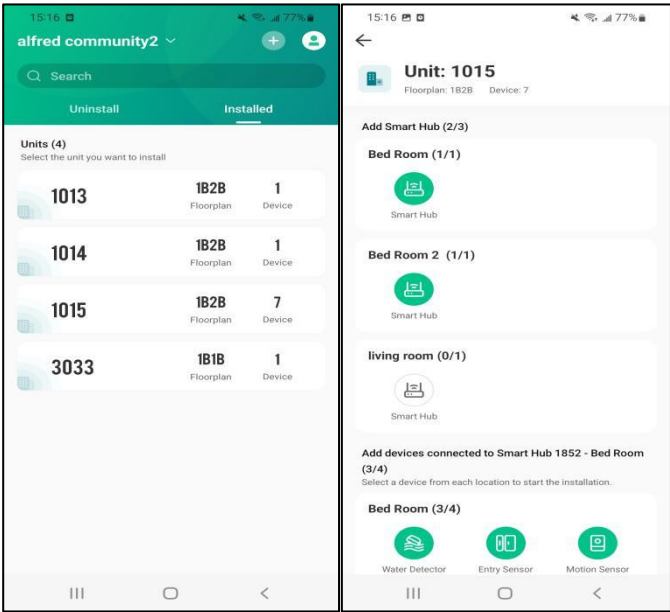 15:16
77%
alfred community2
Search
Uninstall
Installed
Units (4)
Select the unit you want to install
1013
1B2B
1
Floorplan
Device
1014
1B2B
1
Floorplan
Device
1015
1B2B
7
Floorplan
Device
3033
1B1B
1
Floorplan
Device
15:16
77%
Unit: 1015
Floorplan: 1B2B
Device: 7
Add Smart Hub (2/3)
Bed Room (1/1)
Smart Hub
Bed Room 2 (1/1)
Smart Hub
living room (0/1)
Smart Hub
Add devices connected to Smart Hub 1852 - Bed Room
(3/4)
Select a device from each location to start the installation.
Bed Room (3/4)
Water Detector
Entry Sensor
Motion Sensor